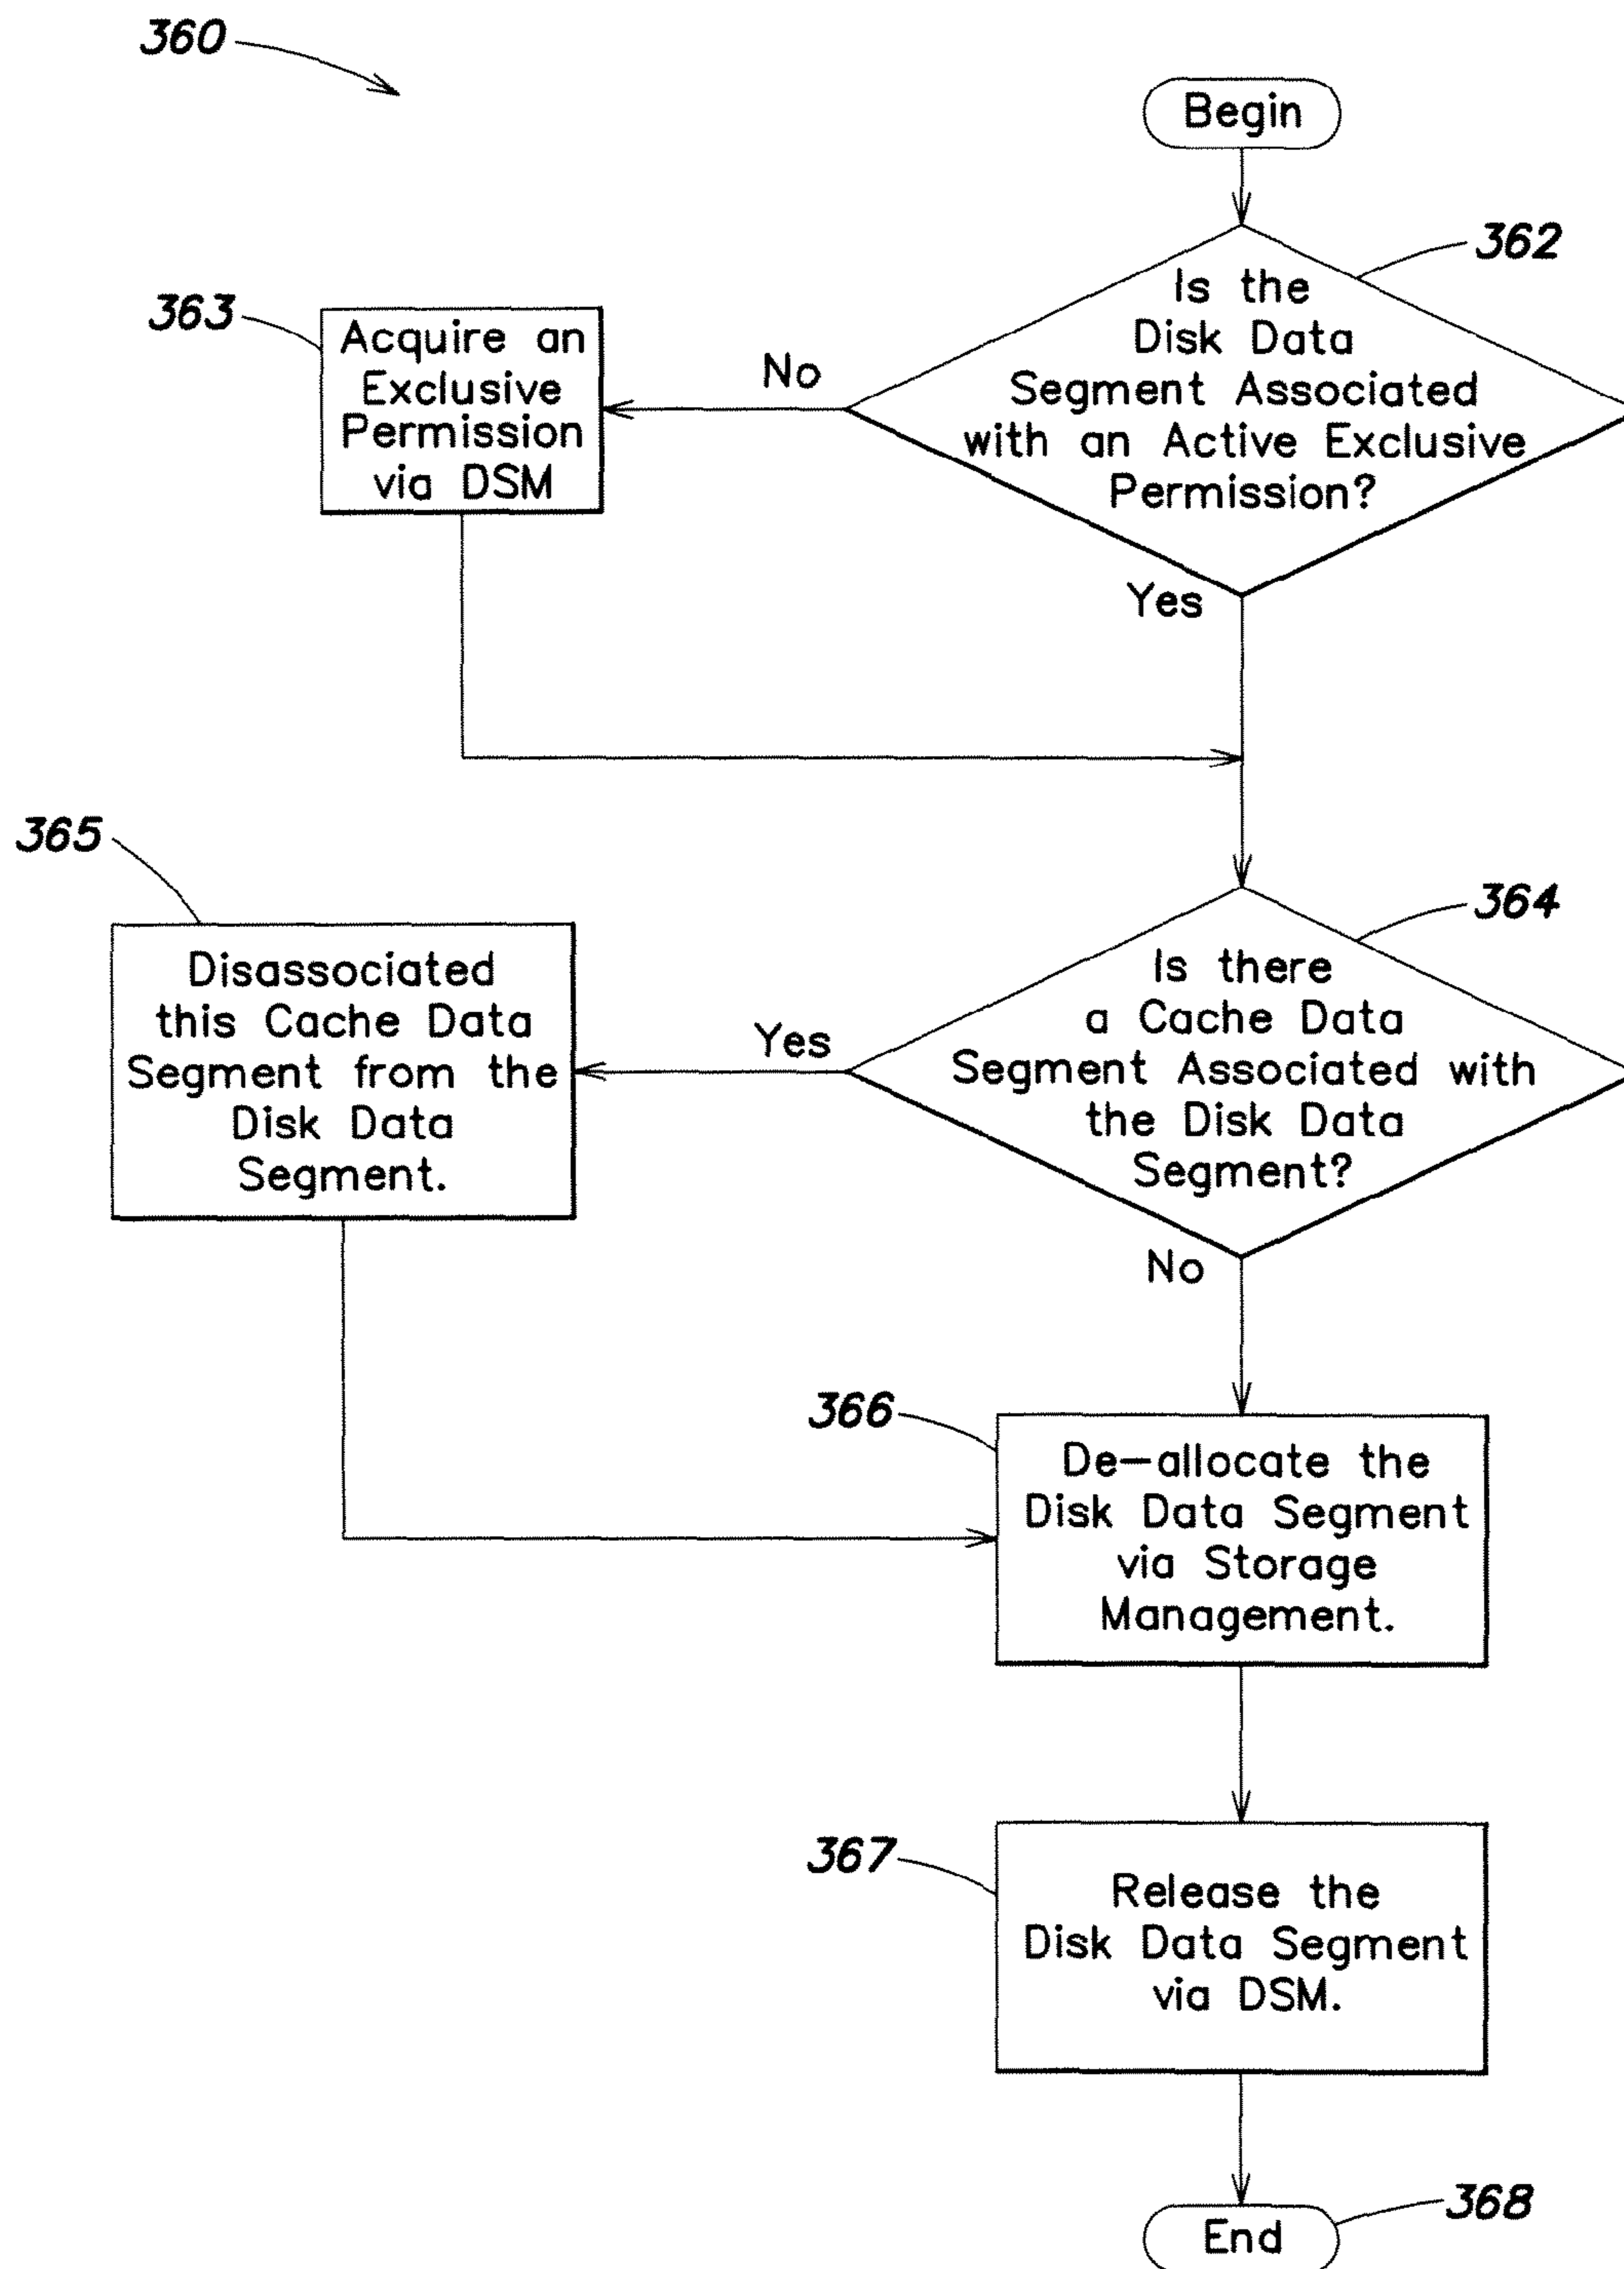 360
Begin
362
Is the
Disk Data
Segment Associated
with an Active Exclusive
Permission?
No
363
Acquire an
Exclusive
Permission
via DSM
Yes
364
Is there
a Cache Data
Segment Associated with
the Disk Data
Segment?
Yes
365
Disassociated
this Cache Data
Segment from the
Disk Data
Segment.
No
366
De-allocate the
Disk Data Segment
via Storage
Management.
367
Release the
Disk Data Segment
via DSM.
368
End